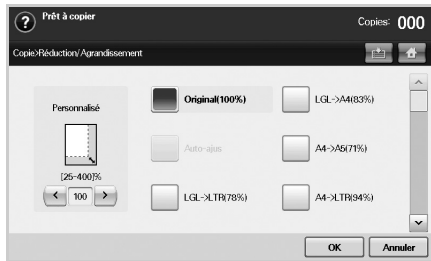 ? Prêt à copier
Copies: 000
Copie>Réduction/Agrandissement
Personnalisé
[25-400]%
< 100 >
Original(100%)
LGL->A4(83%)
Auto-ajus
A4->A5(71%)
LGL->LTR(78%)
A4->LTR(94%)
OK
Annuler